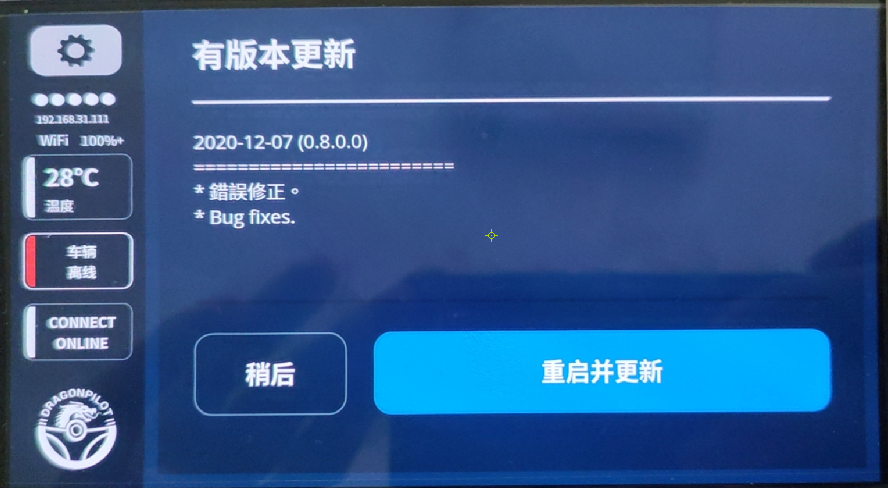 有版本更新
192.168.31.111
WiFi 100%+
28°C
温度
车辆
离线
CONNECT
ONLINE
DRAGONPILOT
2020-12-07 (0.8.0.0)
========================
* 錯誤修正。
* Bug fixes.
稍后
重启并更新